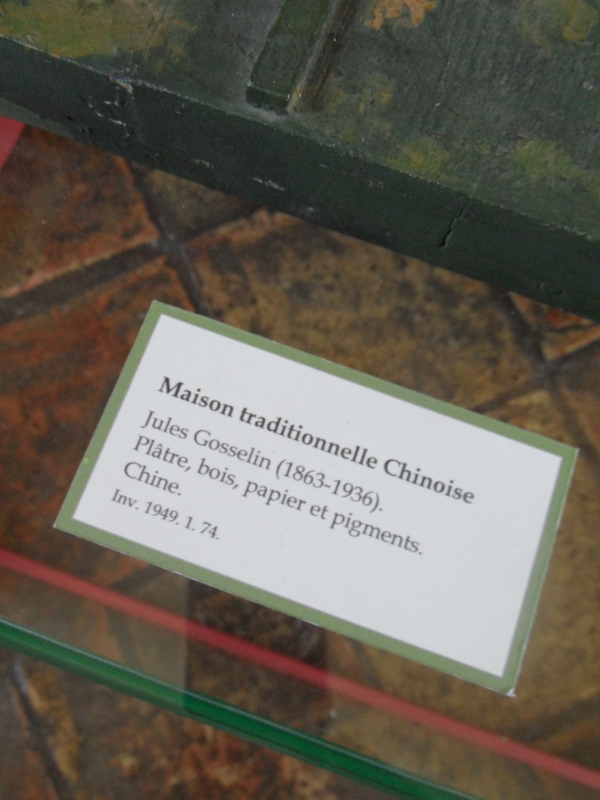 Maison traditionnelle Chinoise
Jules Gosselin (1863-1936).
Plâtre, bois, papier et pigments.
Chine.
Inv. 1949. 1. 74.